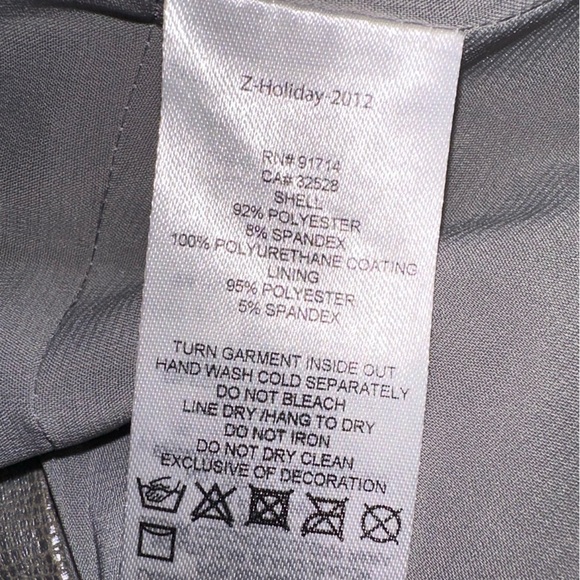 Z-Holiday-2012
RN# 91714
CA# 32528
SHELL
92% POLYESTER
8% SPANDEX
100% POLYURETHANE COATING
LINING
95% POLYESTER
5% SPANDEX
TURN GARMENT INSIDE OUT
HAND WASH COLD SEPARATELY
DO NOT BLEACH
LINE DRY /HANG TO DRY
DO NOT IRON
DO NOT DRY CLEAN
EXCLUSIVE OF DECORATION